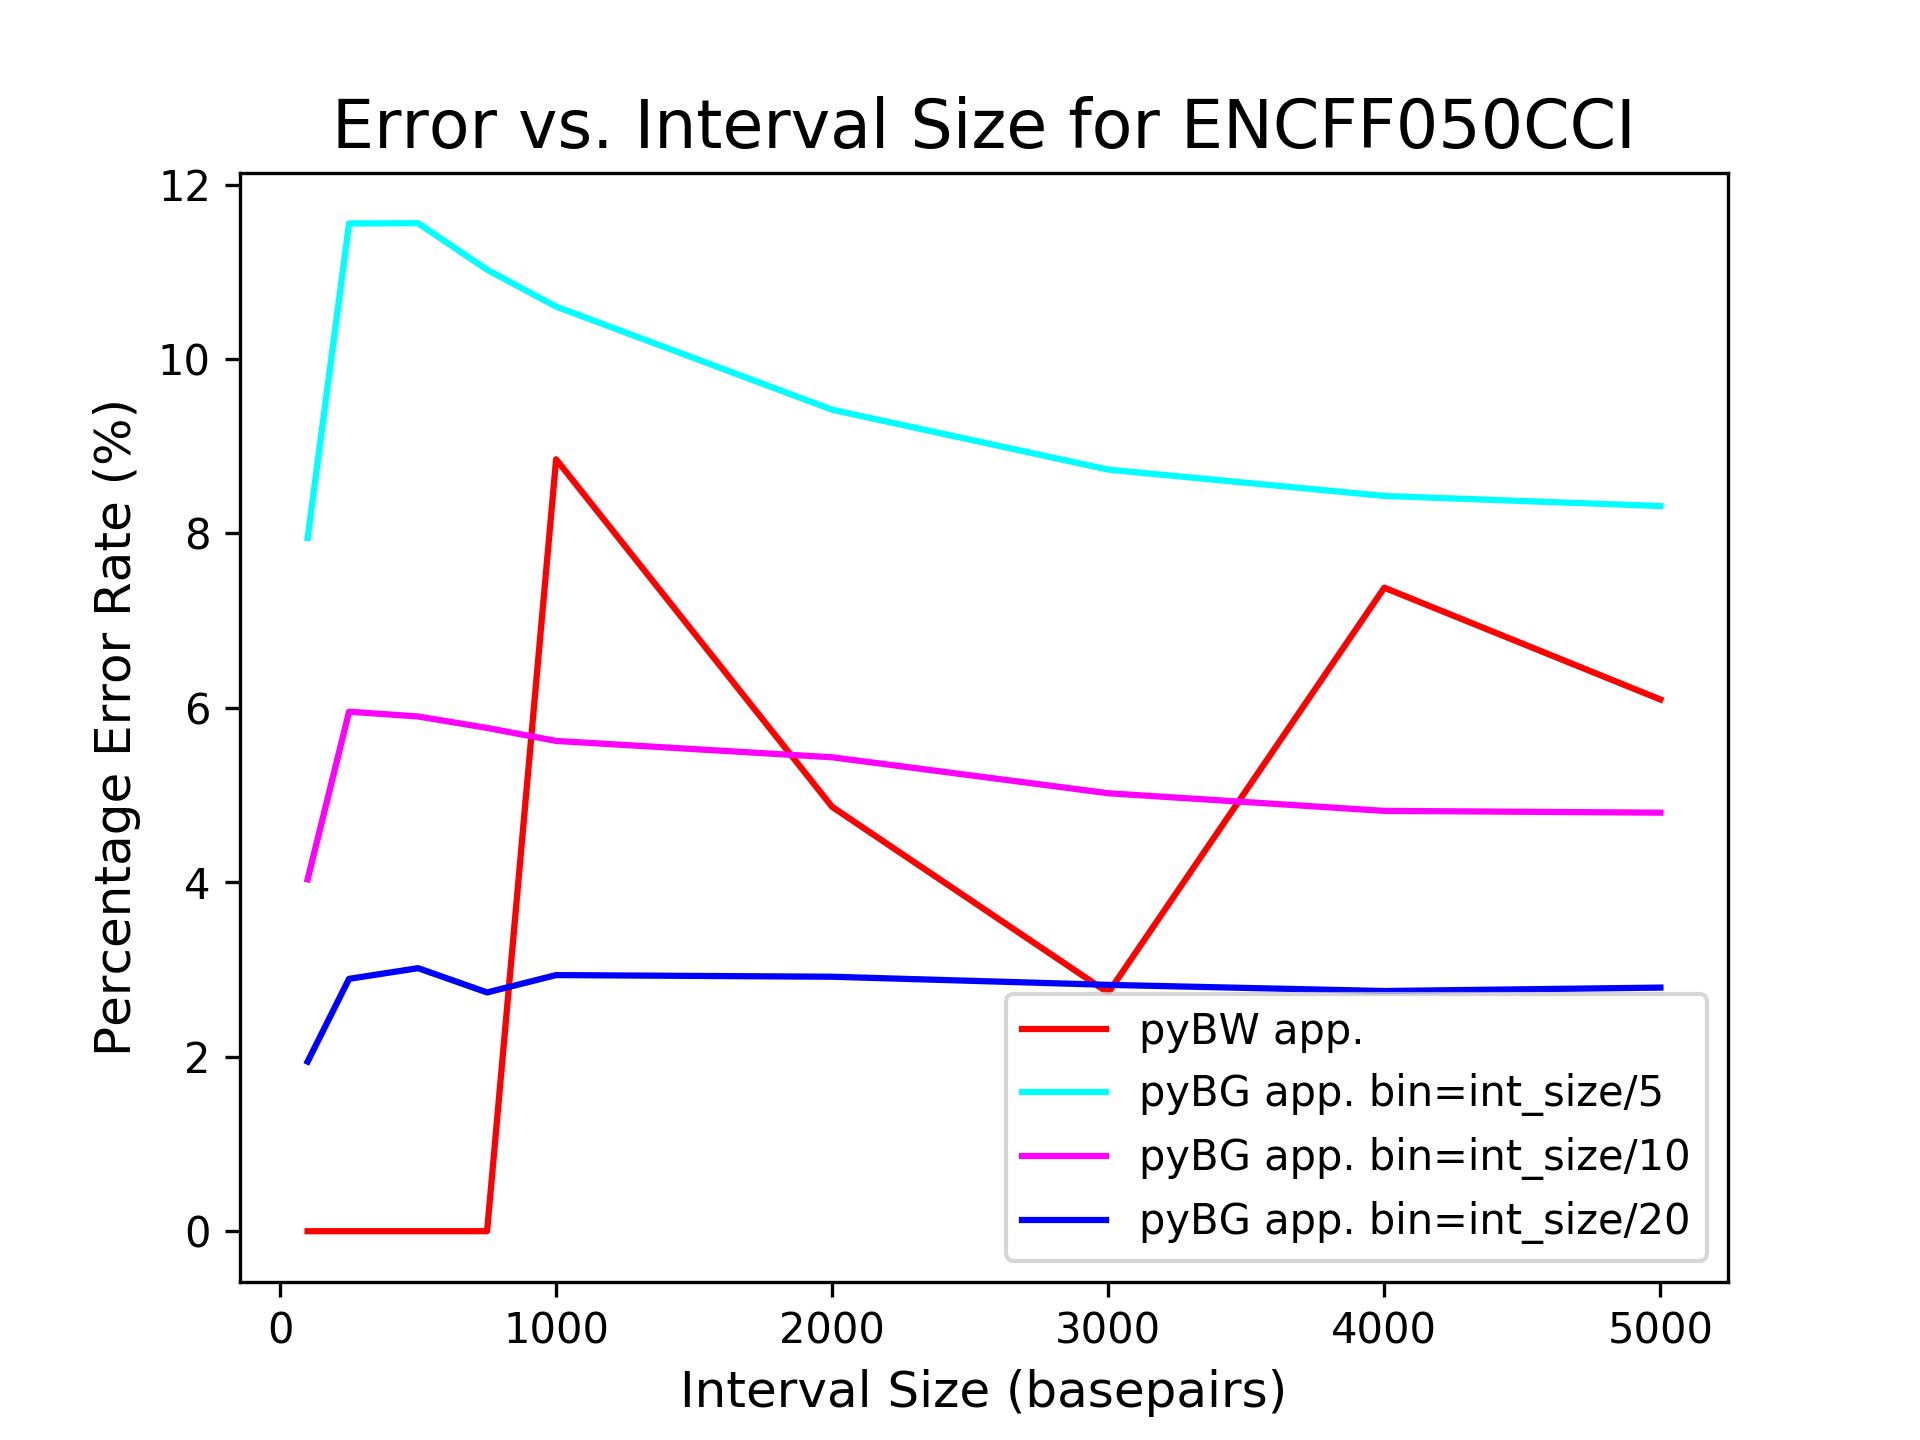 Error vs. Interval Size for ENCFF050CCI
12
10
8
6
4
2
0
Percentage Error Rate (%)
pyBW app.
pyBG app. bin=int_size/5
pyBG app. bin=int_size/10
pyBG app. bin=int_size/20
0 1000 2000 3000 4000 5000
Interval Size (basepairs)